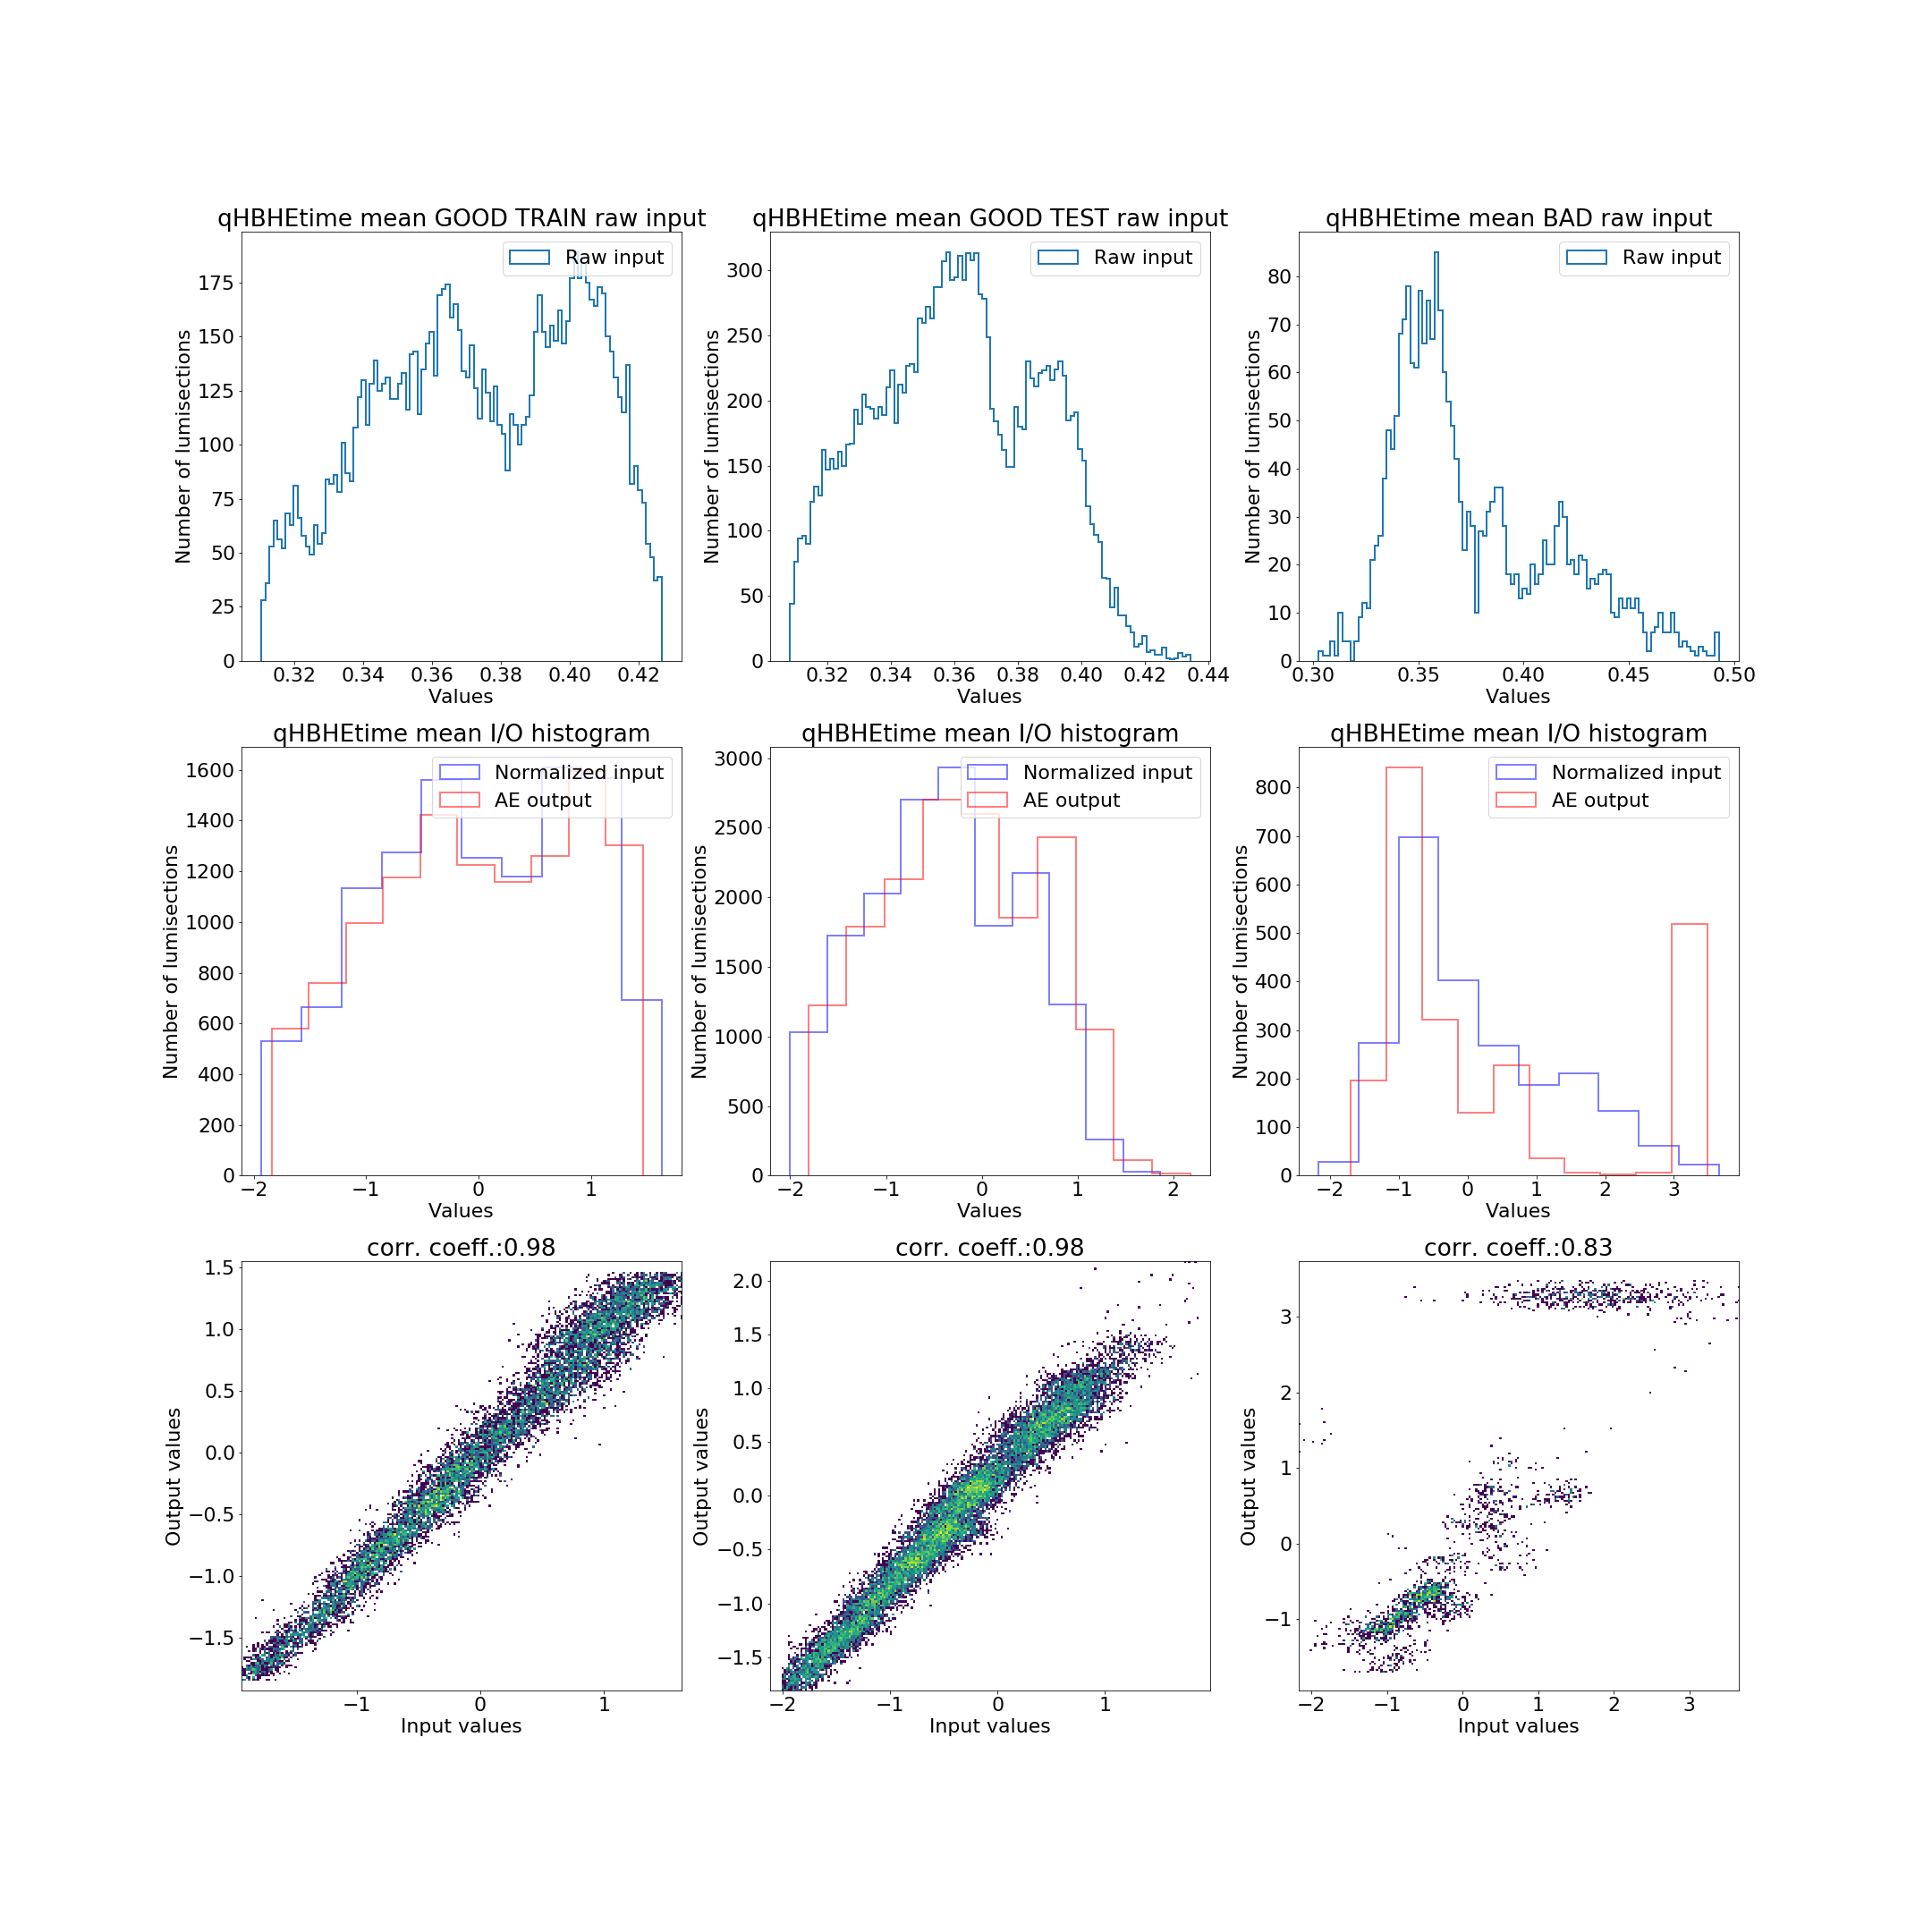 qHBHEtime mean GOOD TRAIN raw input
Raw input
Number of lumisections
175
150
125
100
75
50
25
0
0.32 0.34 0.36 0.38 0.40 0.42
Values
qHBHEtime mean GOOD TEST raw input
Raw input
Number of lumisections
300
250
200
150
100
50
0
0.32 0.34 0.36 0.38 0.40 0.42 0.44
Values
qHBHEtime mean BAD raw input
Raw input
Number of lumisections
80
70
60
50
40
30
20
10
0
0.30 0.35 0.40 0.45 0.50
Values
qHBHEtime mean I/O histogram
Normalized input
AE output
Number of lumisections
1600
1400
1200
1000
800
600
400
200
0
−2 −1 0 1
Values
qHBHEtime mean I/O histogram
Normalized input
AE output
Number of lumisections
3000
2500
2000
1500
1000
500
0
−2 −1 0 1 2
Values
qHBHEtime mean I/O histogram
Normalized input
AE output
Number of lumisections
800
700
600
500
400
300
200
100
0
−2 −1 0 1 2 3
Values
corr. coeff.:0.98
Output values
1.5
1.0
0.5
0.0
−0.5
−1.0
−1.5
−1 0 1
Input values
corr. coeff.:0.98
Output values
2.0
1.5
1.0
0.5
0.0
−0.5
−1.0
−1.5
−2 −1 0 1
Input values
corr. coeff.:0.83
Output values
3
2
1
0
−1
−2 −1 0 1 2 3
Input values